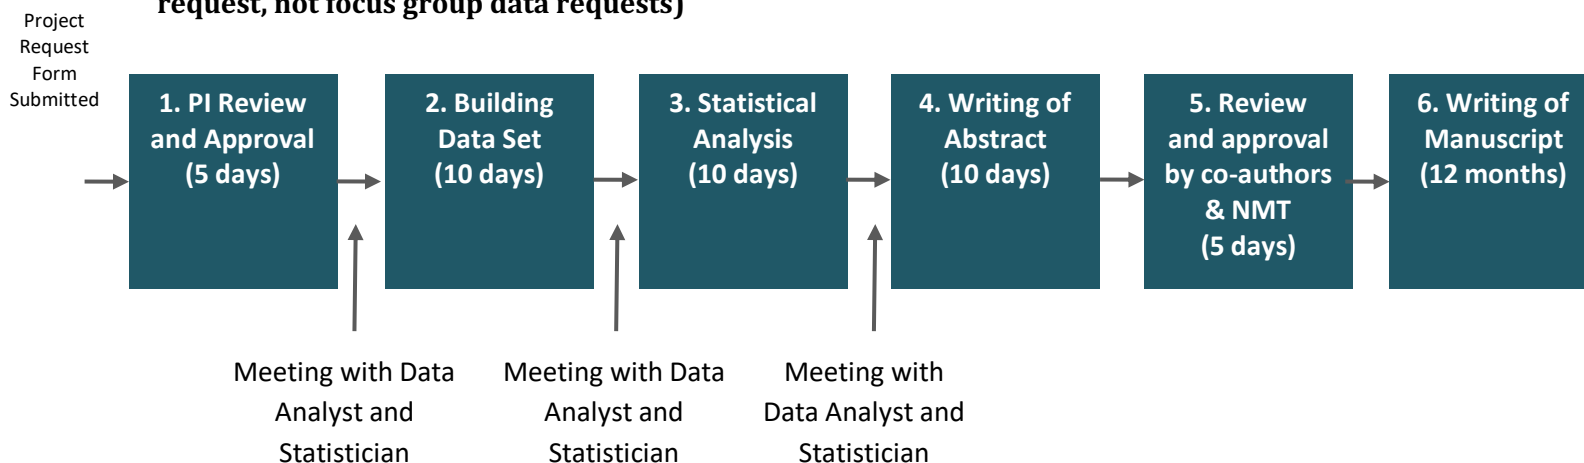 request, not focus group data requests)
Project
Request
Form
Submitted
1. PI Review
and Approval
(5 days)
2. Building
Data Set
(10 days)
3. Statistical
Analysis
(10 days)
4. Writing of
Abstract
(10 days)
5. Review
and approval
by co-authors
& NMT
(5 days)
6. Writing of
Manuscript
(12 months)
Meeting with Data
Analyst and
Statistician
Meeting with Data
Analyst and
Statistician
Meeting with
Data Analyst and
Statistician